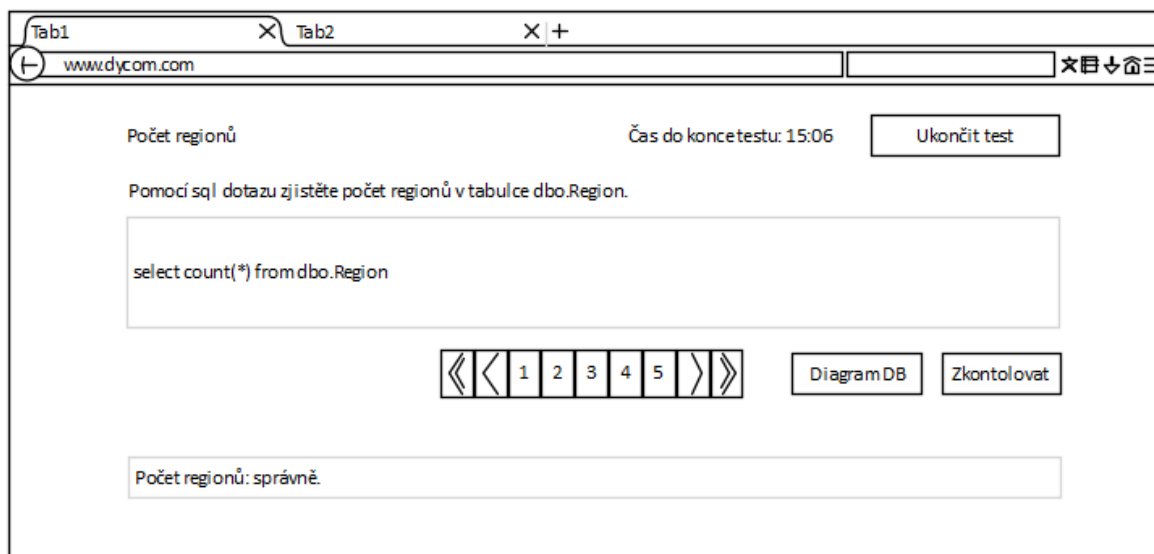 Tab1 Tab2
www.dycom.com
Počet regionů Čas do konce testu: 15:06 Ukončit test
Pomocí sql dotazu zjistěte počet regionů v tabulce dbo.Region.
select count(*) from dbo.Region
1 2 3 4 5 Diagram DB Zkontolovat
Počet regionů: správně.